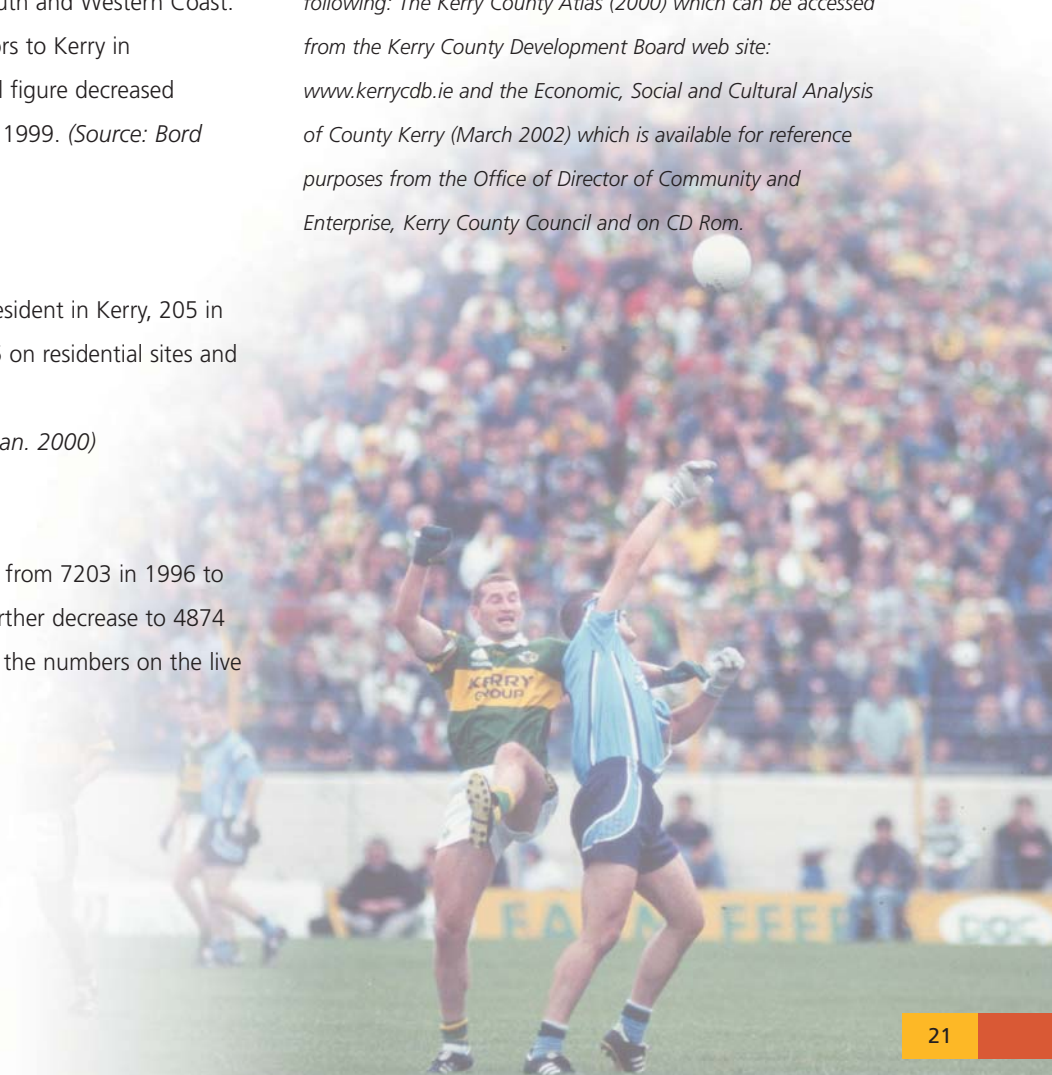 uth and Western Coast.
ors to Kerry in
d figure decreased
1999. (Source: Bord
esident in Kerry, 205 in
on residential sites and
an. 2000)
from 7203 in 1996 to
rther decrease to 4874
the numbers on the live
following: The Kerry County Atlas (2000) which can be accessed
from the Kerry County Development Board web site:
www.kerrycdb.ie and the Economic, Social and Cultural Analysis
of County Kerry (March 2002) which is available for reference
purposes from the Office of Director of Community and
Enterprise, Kerry County Council and on CD Rom.
KERRY
GROUP
21